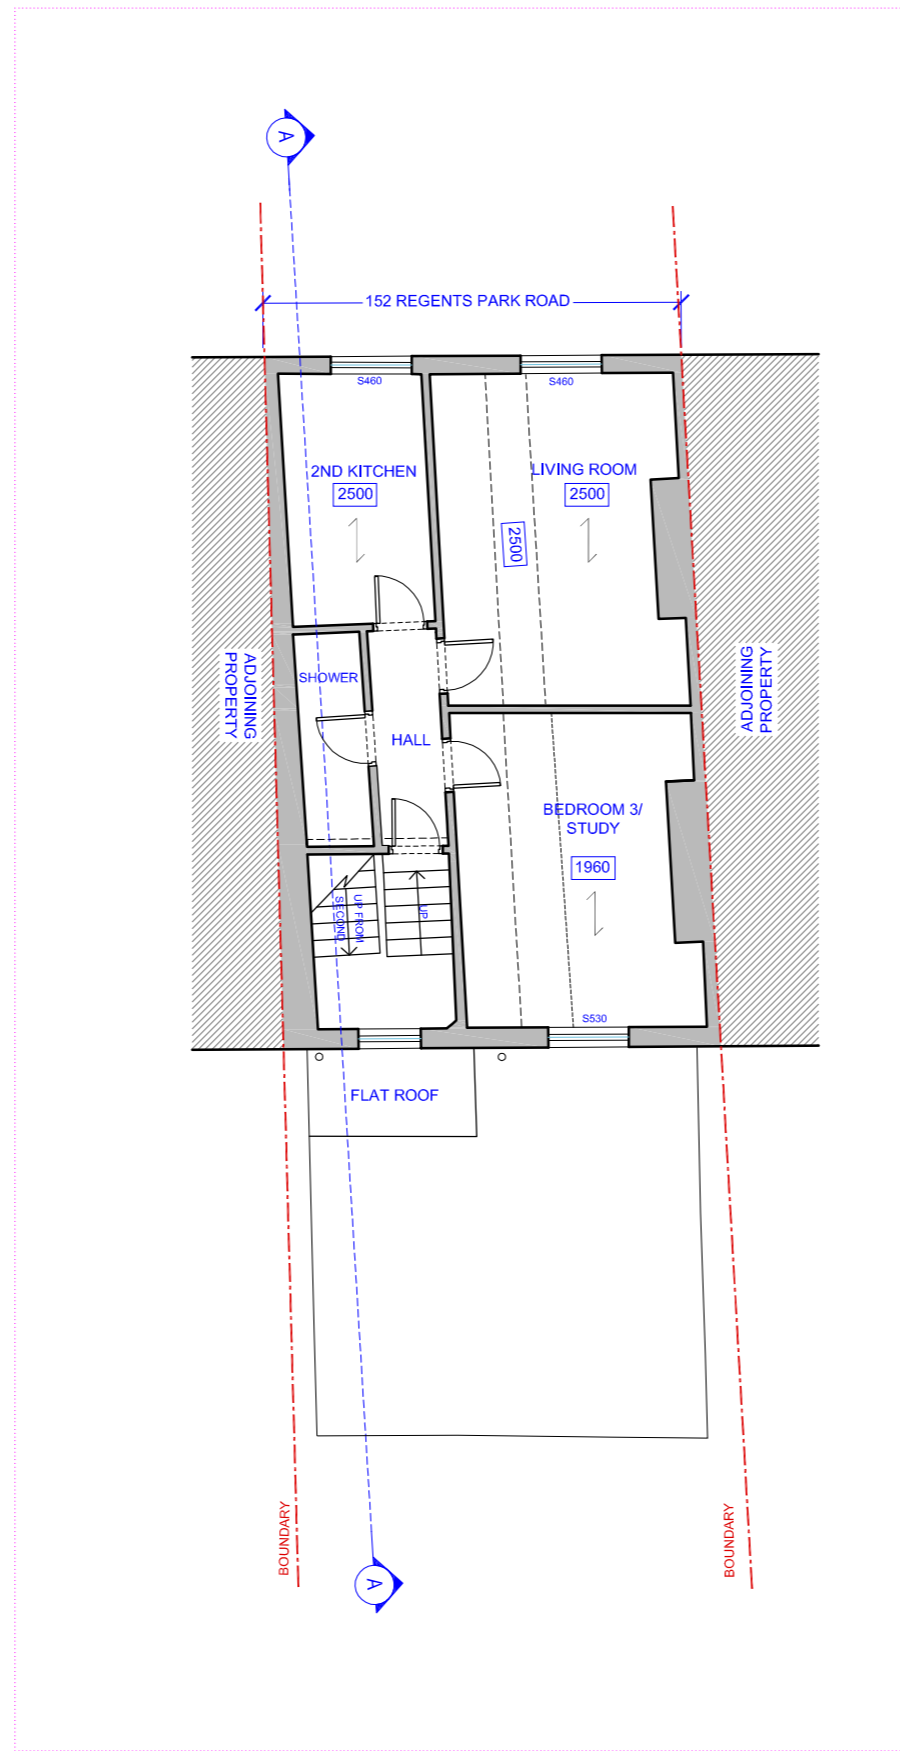 A
152 REGENTS PARK ROAD
S460
S460
2ND KITCHEN
2500
LIVING ROOM
2500
2500
ADJOINING
PROPERTY
SHOWER
HALL
ADJOINING
PROPERTY
BEDROOM 3/
STUDY
1960
UP FROM
SECOND
UP
S530
FLAT ROOF
BOUNDARY
BOUNDARY
A